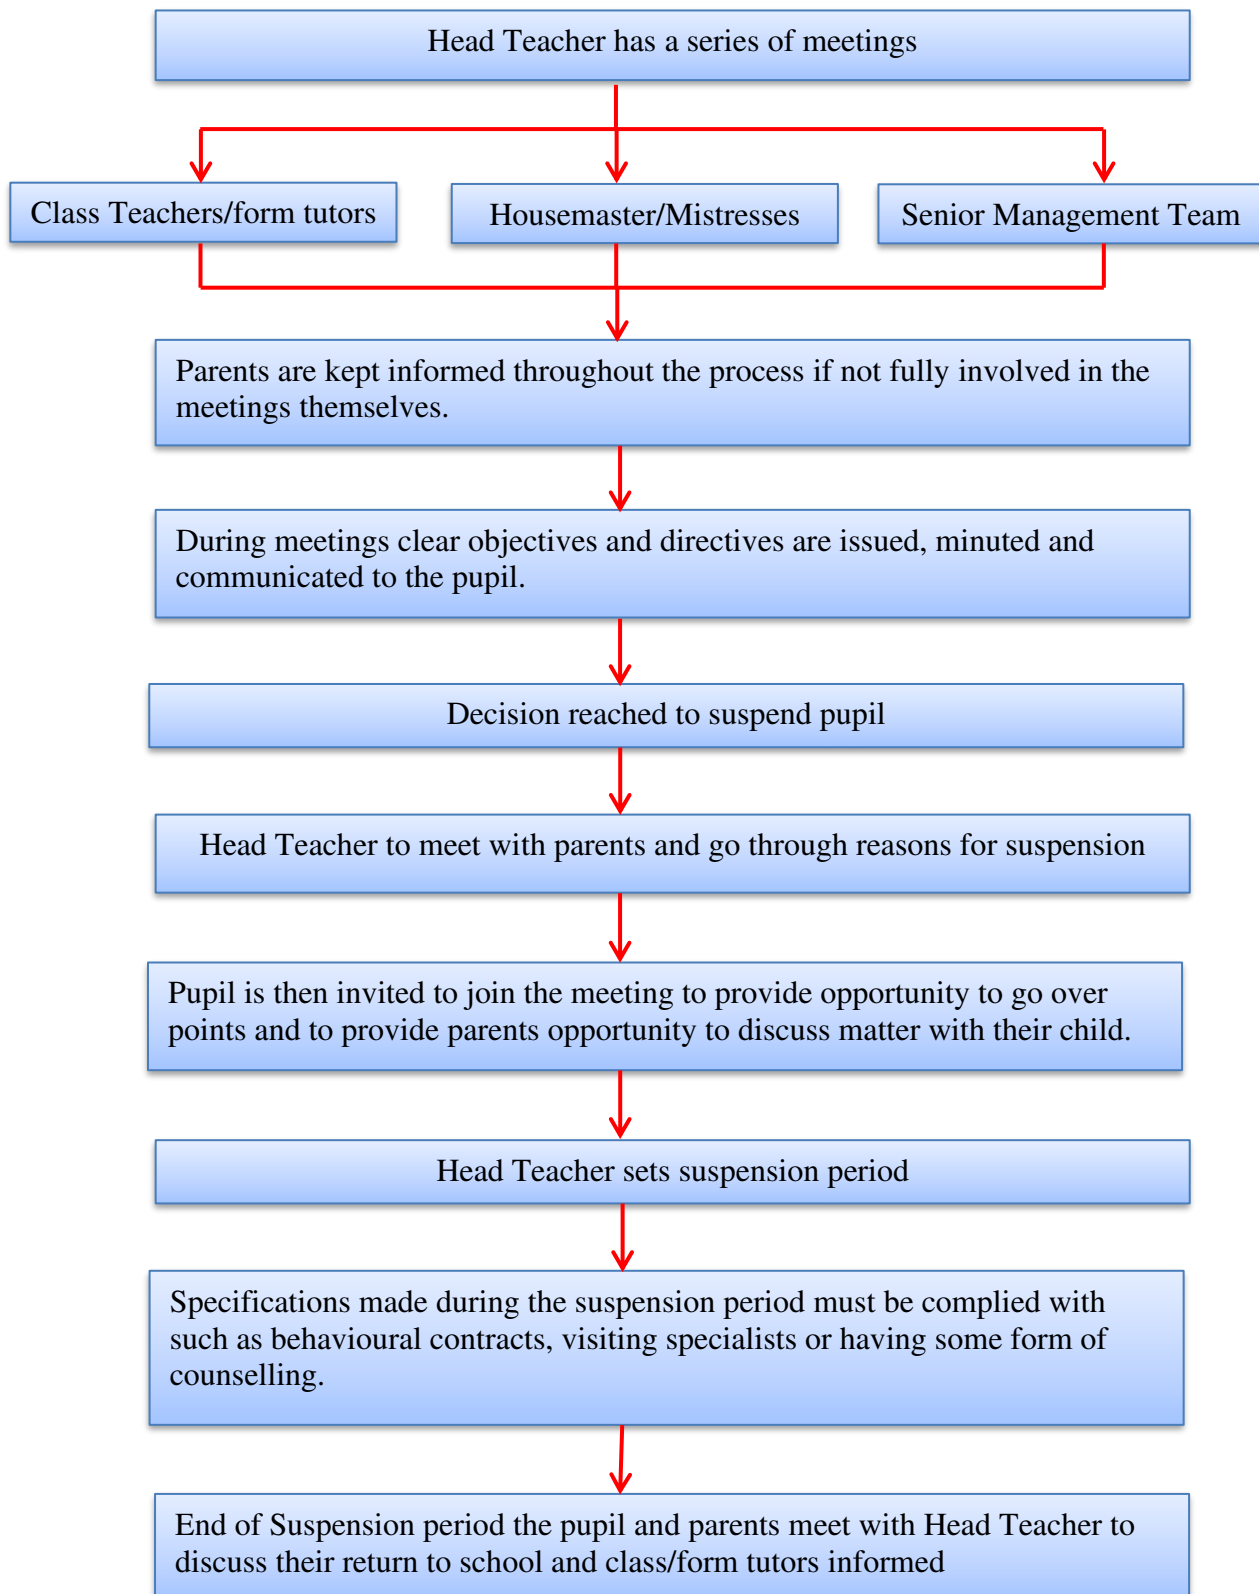 Head Teacher has a series of meetings
Class Teachers/form tutors
Housemaster/Mistresses
Senior Management Team
Parents are kept informed throughout the process if not fully involved in the
meetings themselves.
During meetings clear objectives and directives are issued, minuted and
communicated to the pupil.
Decision reached to suspend pupil
Head Teacher to meet with parents and go through reasons for suspension
Pupil is then invited to join the meeting to provide opportunity to go over
points and to provide parents opportunity to discuss matter with their child.
Head Teacher sets suspension period
Specifications made during the suspension period must be complied with
such as behavioural contracts, visiting specialists or having some form of
counselling.
End of Suspension period the pupil and parents meet with Head Teacher to
discuss their return to school and class/form tutors informed